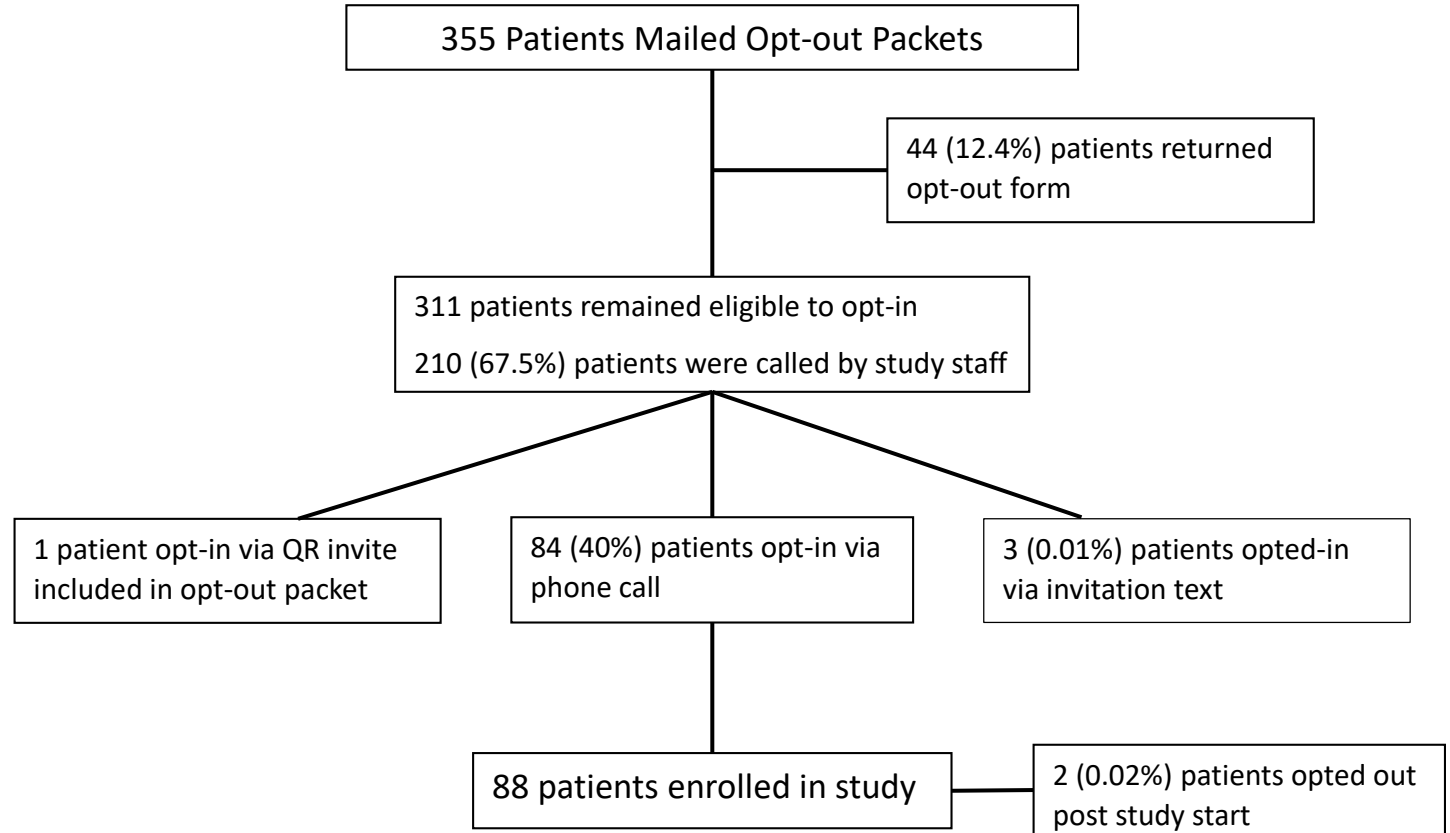 355 Patients Mailed Opt-out Packets
44 (12.4%) patients returned
opt-out form
311 patients remained eligible to opt-in
210 (67.5%) patients were called by study staff
1 patient opt-in via QR invite
included in opt-out packet
84 (40%) patients opt-in via
phone call
3 (0.01%) patients opted-in
via invitation text
88 patients enrolled in study
2 (0.02%) patients opted out
post study start